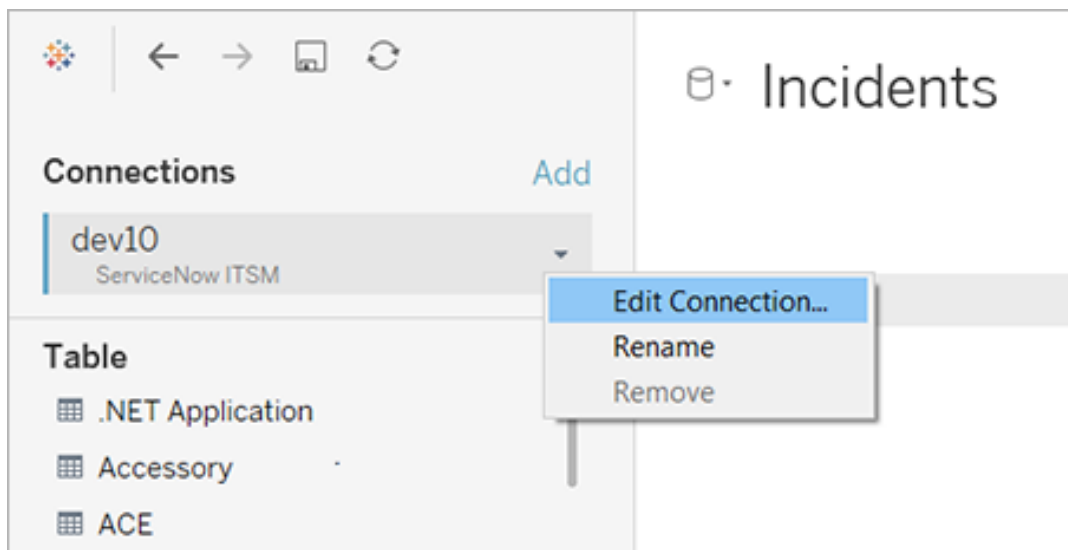 Incidents
Connections
Add
dev10
ServiceNow ITSM
Edit Connection...
Rename
Remove
Table
.NET Application
Accessory
ACE